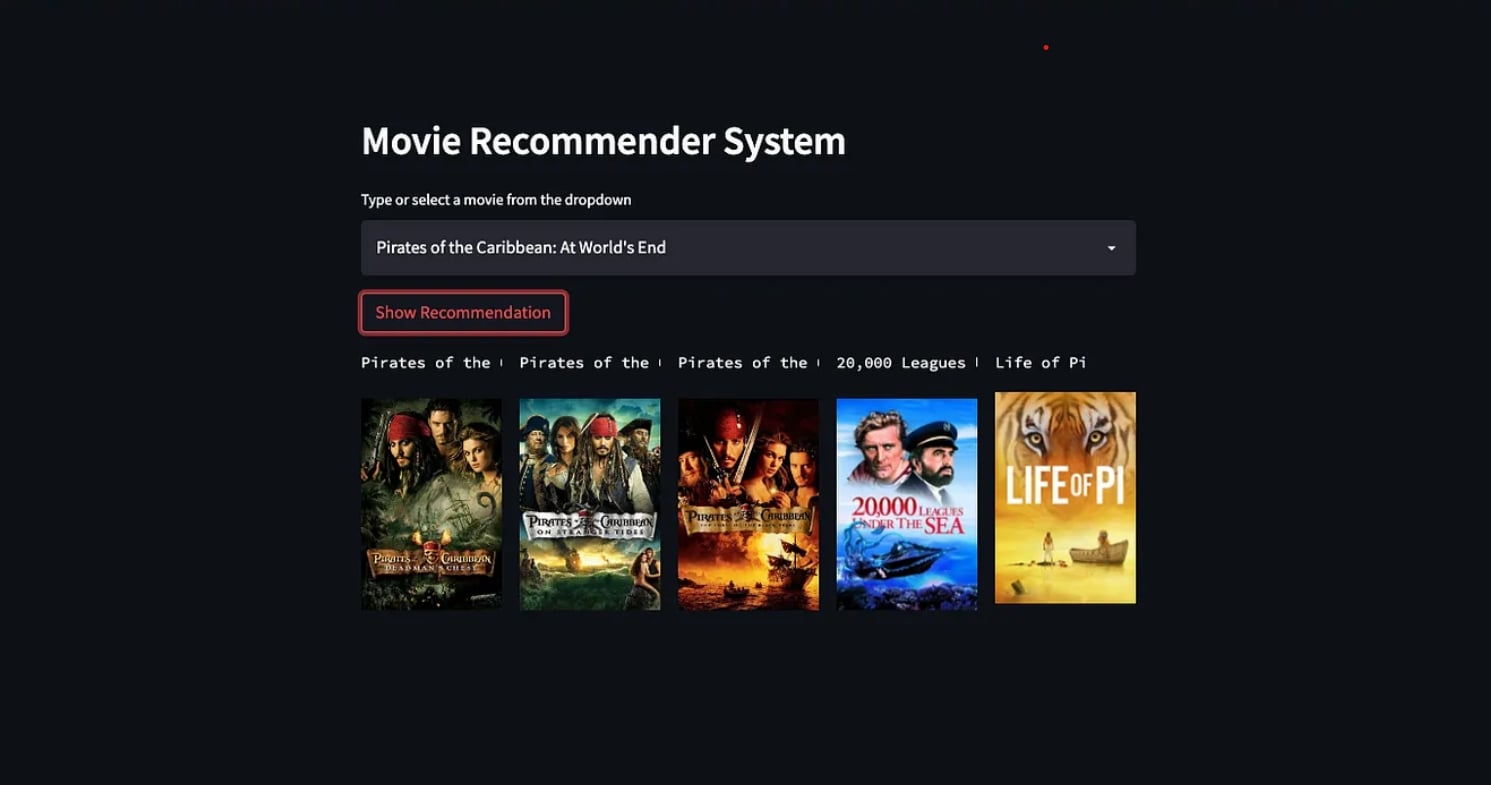 Movie Recommender System
Type or select a movie from the dropdown
Pirates of the Caribbean: At World's End
Show Recommendation
Pirates of the
Pirates of the
Pirates of the
20,000 Leagues
Life of Pi
PIRATES of the CARIBBEAN
DEAD MAN'S CHEST
PIRATES of the CARIBBEAN
ON STRANGER TIDES
PIRATES of the CARIBBEAN
THE CURSE OF THE BLACK PEARL
20,000 LEAGUES
UNDER THE SEA
LIFE OF PI